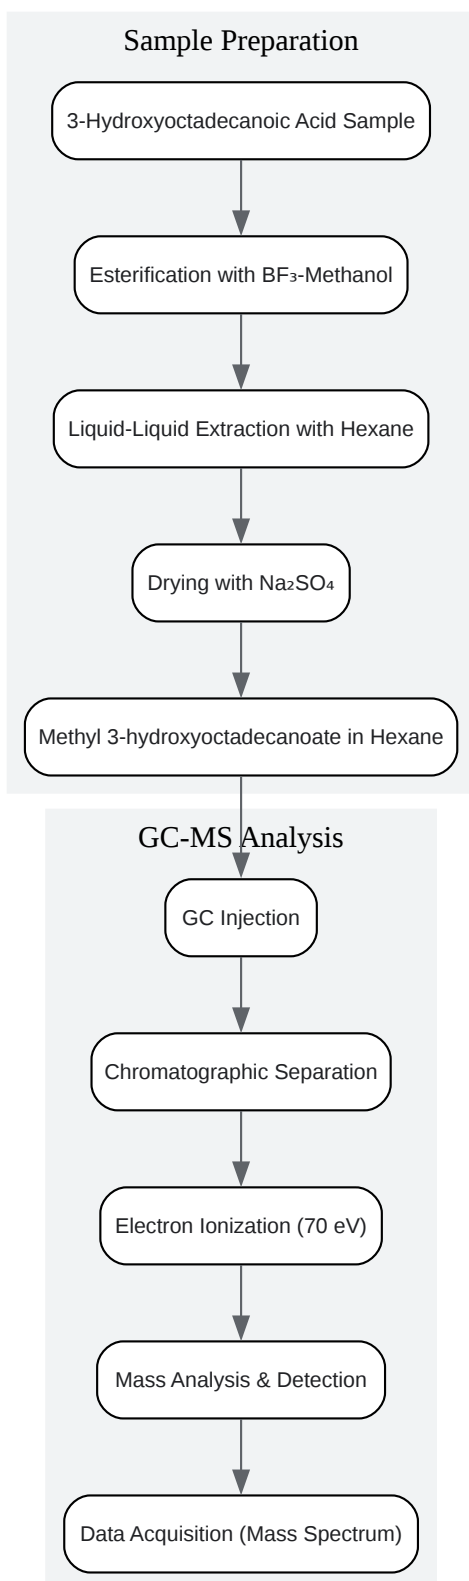 Sample Preparation
3-Hydroxyoctadecanoic Acid Sample
Esterification with BF₃-Methanol
Liquid-Liquid Extraction with Hexane
Drying with Na₂SO₄
Methyl 3-hydroxyoctadecanoate in Hexane
GC-MS Analysis
GC Injection
Chromatographic Separation
Electron Ionization (70 eV)
Mass Analysis & Detection
Data Acquisition (Mass Spectrum)